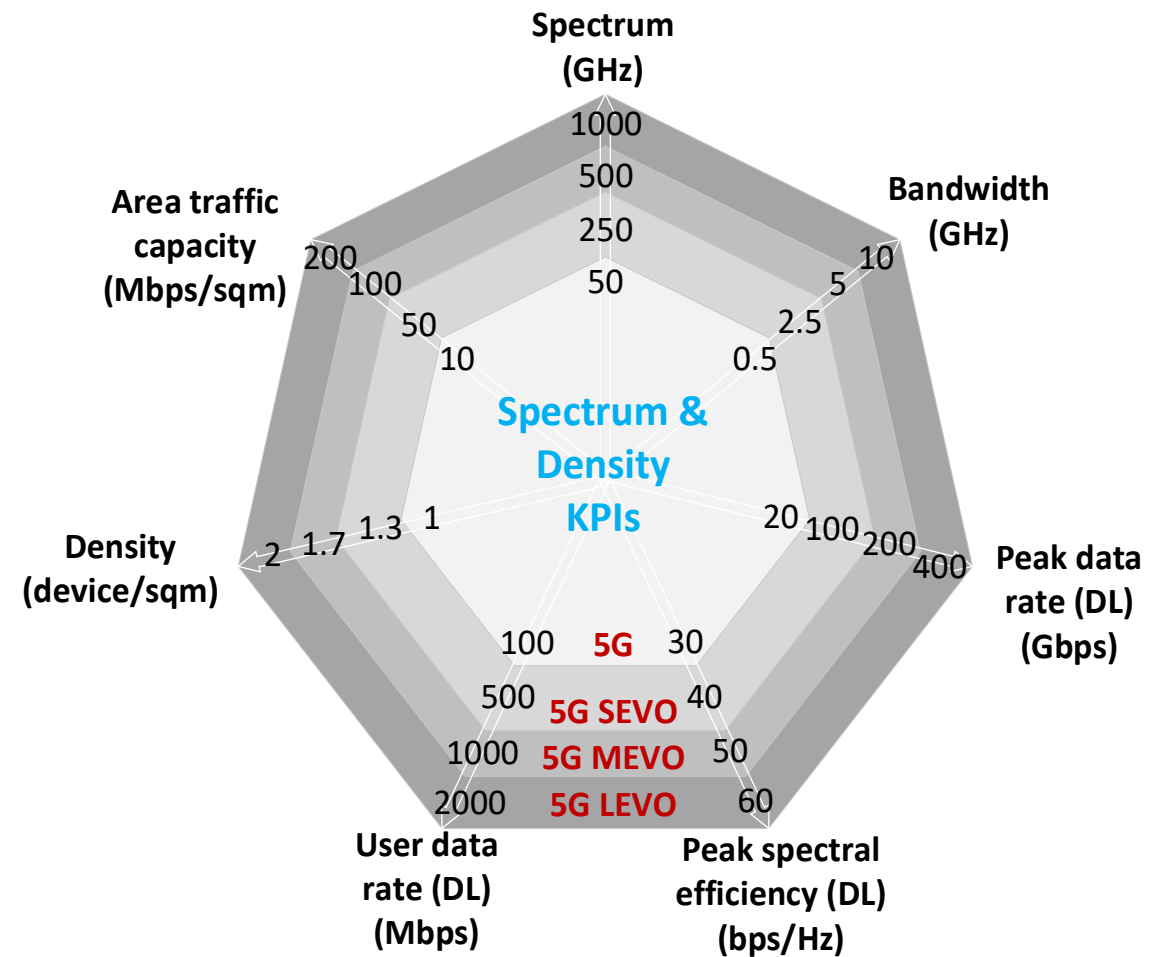 Spectrum
(GHz)
1000
500
250
50
Bandwidth
(GHz)
10
5
2.5
0.5
Area traffic
capacity
(Mbps/sqm)
200
100
50
10
Spectrum &
Density
KPIs
Density
(device/sqm)
2
1.7
1.3
1
20
100
200
400
Peak data
rate (DL)
(Gbps)
100
500
1000
2000
5G
5G SEVO
5G MEVO
5G LEVO
30
40
50
60
User data
rate (DL)
(Mbps)
Peak spectral
efficiency (DL)
(bps/Hz)